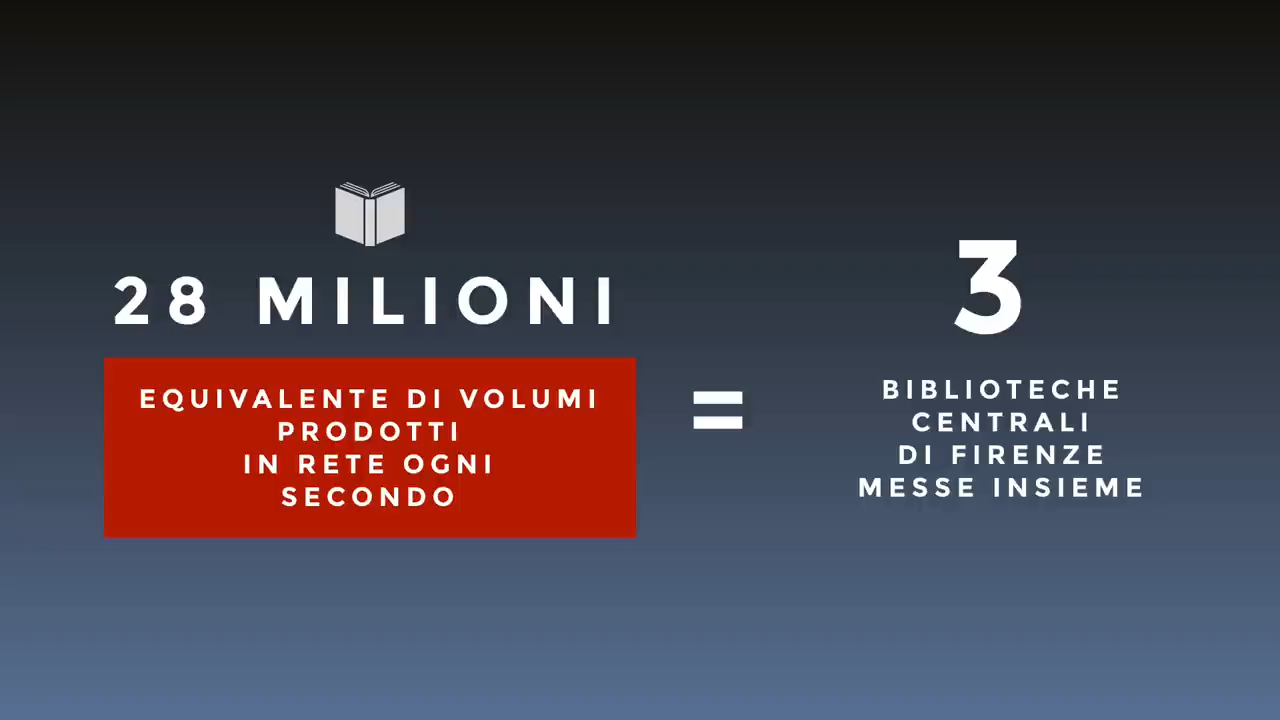 28 MILIONI
EQUIVALENTE DI VOLUMI
PRODOTTI
IN RETE OGNI
SECONDO
=
3
BIBLIOTECHE
CENTRALI
DI FIRENZE
MESSE INSIEME